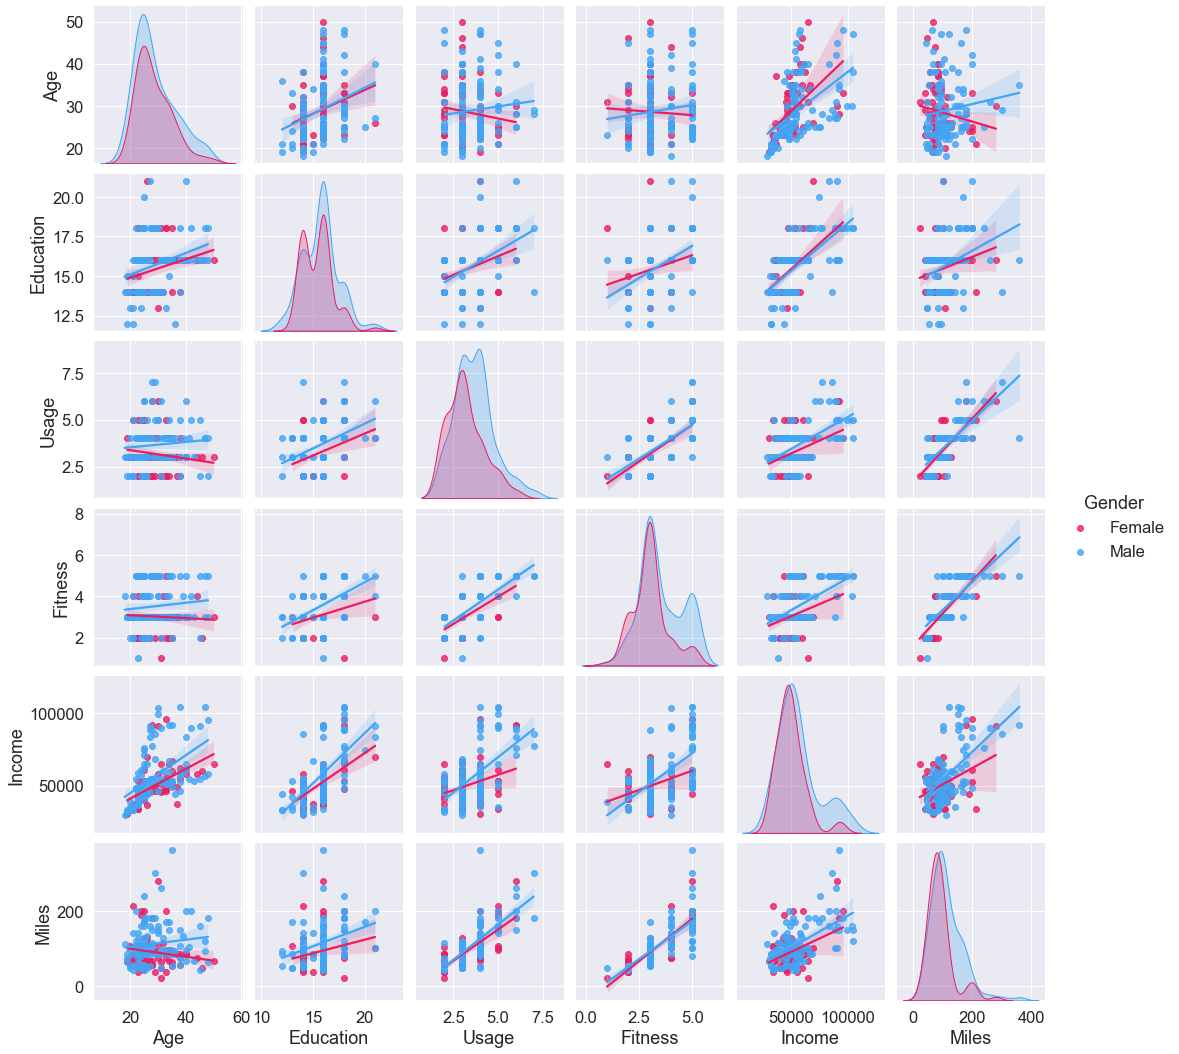 50
40
30
20
Age
20.0
17.5
15.0
12.5
Education
7.5
5.0
2.5
Usage
8
6
4
2
Fitness
100000
50000
Income
200
0
Miles
Gender
Female
Male
20 40 60 10 15 20 2.5 5.0 7.5 0.0 2.5 5.0 50000 100000 0 200 400
Age Education Usage Fitness Income Miles